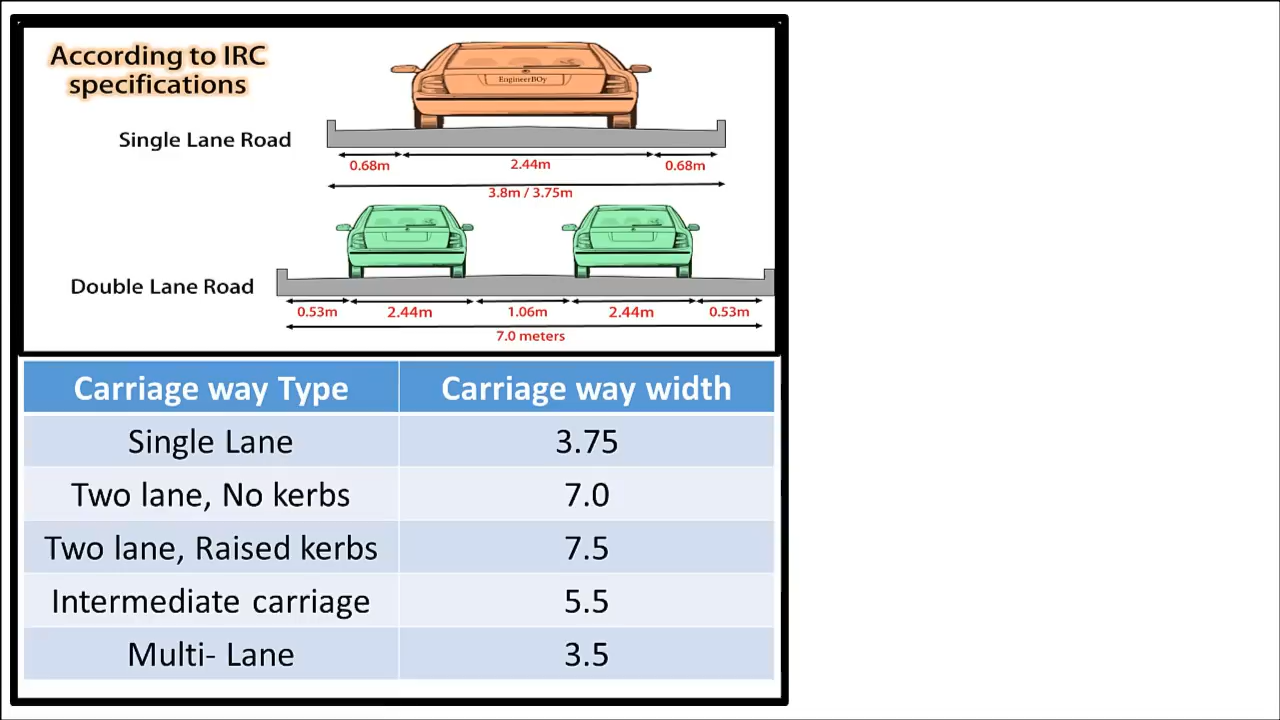 According to IRC
specifications
EngineerBOy
Single Lane Road
0.68m 2.44m 0.68m
3.8m / 3.75m
Double Lane Road
0.53m 2.44m 1.06m 2.44m 0.53m
7.0 meters
Carriage way Type Carriage way width
Single Lane 3.75
Two lane, No kerbs 7.0
Two lane, Raised kerbs 7.5
Intermediate carriage 5.5
Multi- Lane 3.5